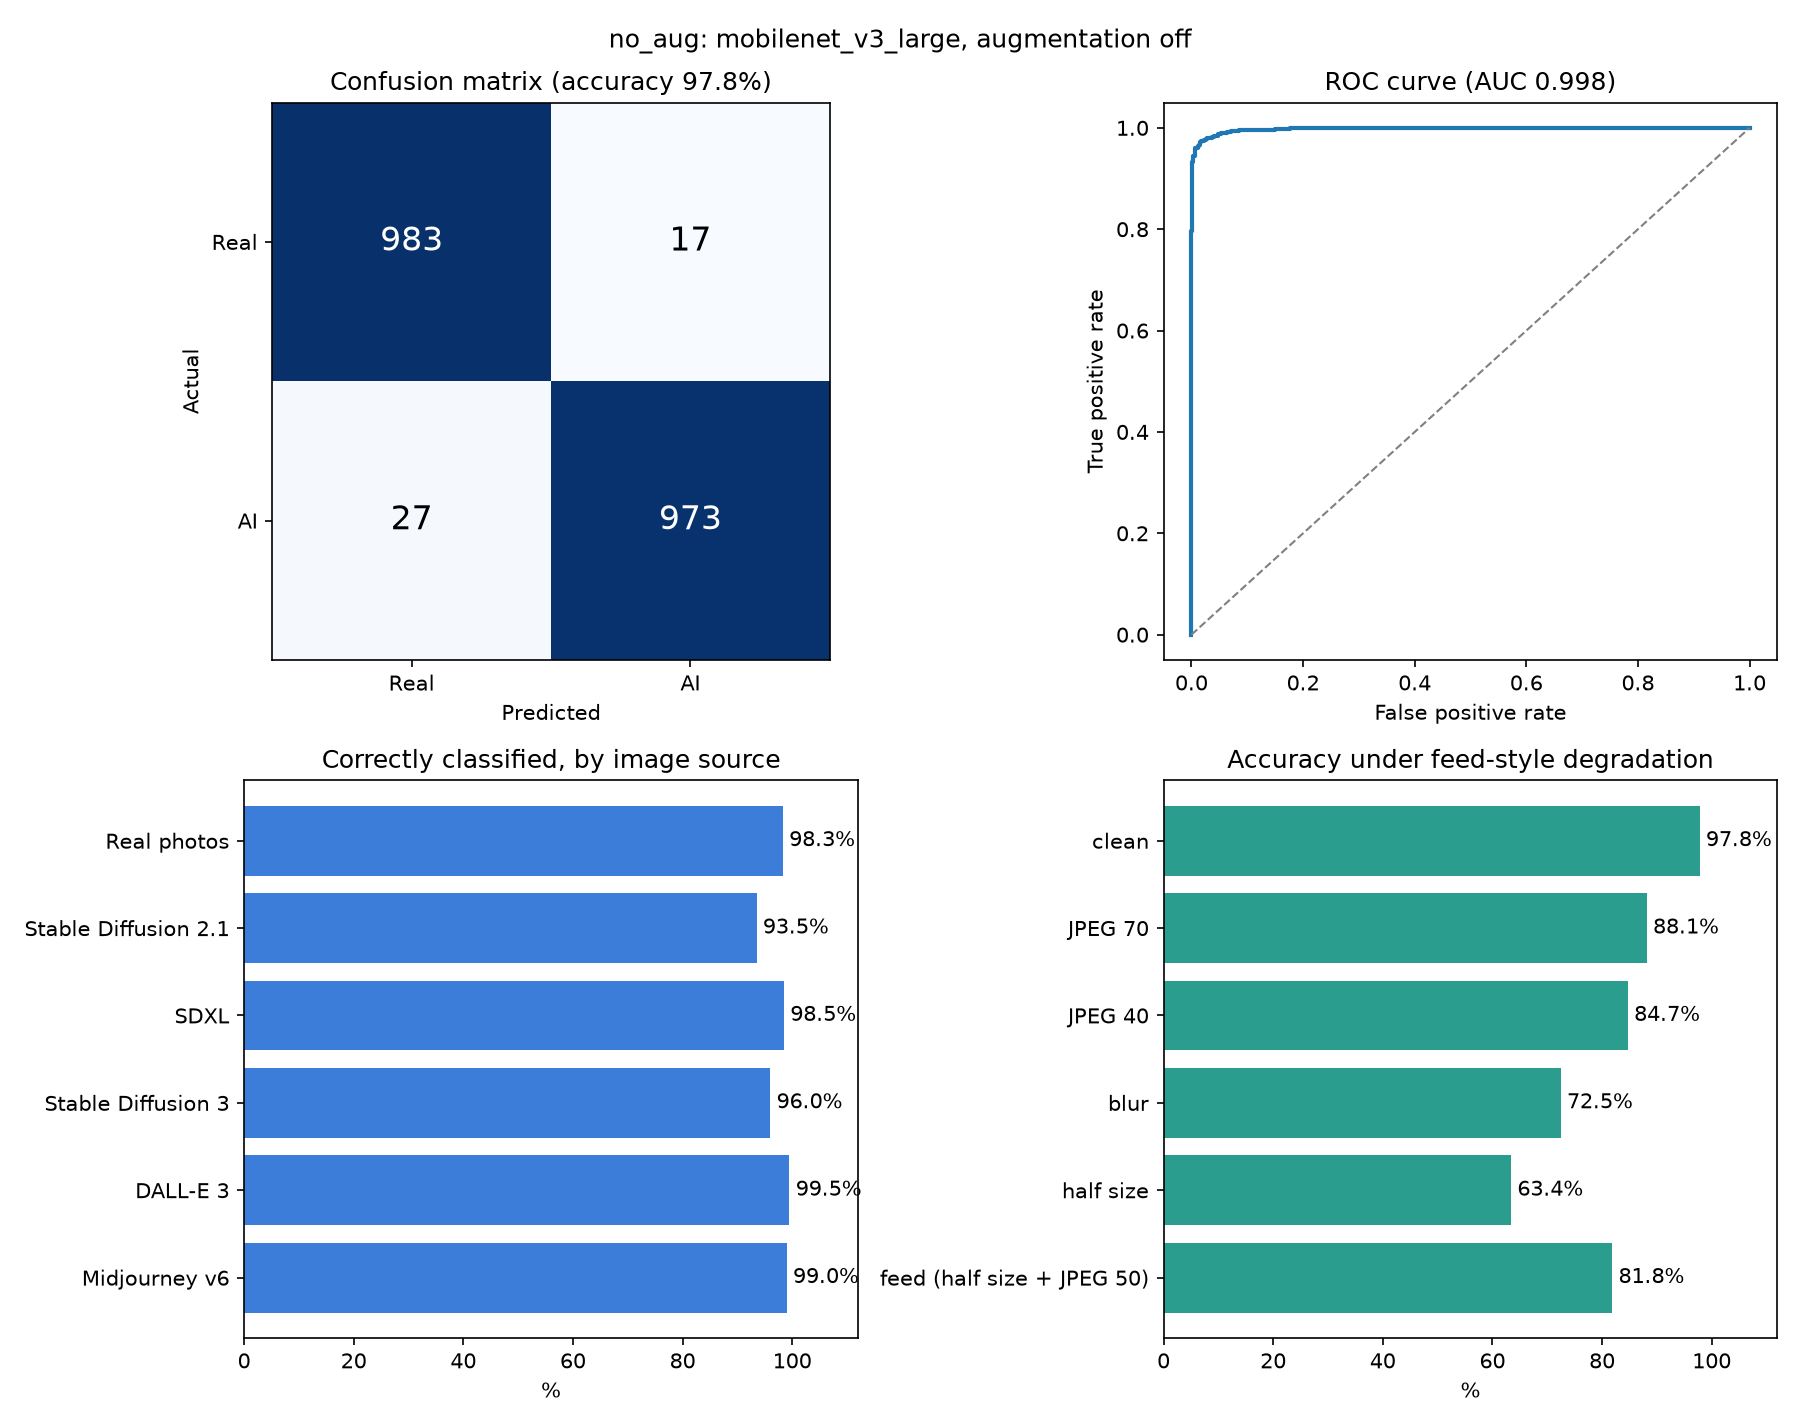 no_aug: mobilenet_v3_large, augmentation off
Confusion matrix (accuracy 97.8%)
Actual
Real
983
17
AI
27
973
Real
AI
Predicted
ROC curve (AUC 0.998)
True positive rate
1.0
0.8
0.6
0.4
0.2
0.0
0.0
0.2
0.4
0.6
0.8
1.0
False positive rate
Correctly classified, by image source
Real photos
98.3%
Stable Diffusion 2.1
93.5%
SDXL
98.5%
Stable Diffusion 3
96.0%
DALL-E 3
99.5%
Midjourney v6
99.0%
0
20
40
60
80
100
%
Accuracy under feed-style degradation
clean
97.8%
JPEG 70
88.1%
JPEG 40
84.7%
blur
72.5%
half size
63.4%
feed (half size + JPEG 50)
81.8%
0
20
40
60
80
100
%